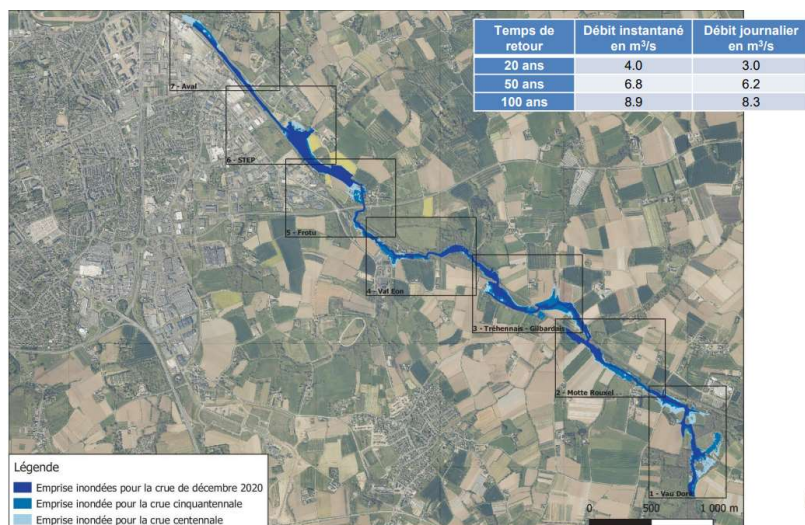 Temps de retour Débit instantané en m³/s Débit journalier en m³/s
20 ans 4.0 3.0
50 ans 6.8 6.2
100 ans 8.9 8.3
7 - Aval
6 - STEP
5 - Frotu
4 - Val Eon
3 - Tréhennais - Gilbardais
2 - Motte Rouxel
1 - Vau Doré
Légende
Emprise inondées pour la crue de décembre 2020
Emprise inondée pour la crue cinquantennale
Emprise inondée pour la crue centennale
0 500 1 000 m